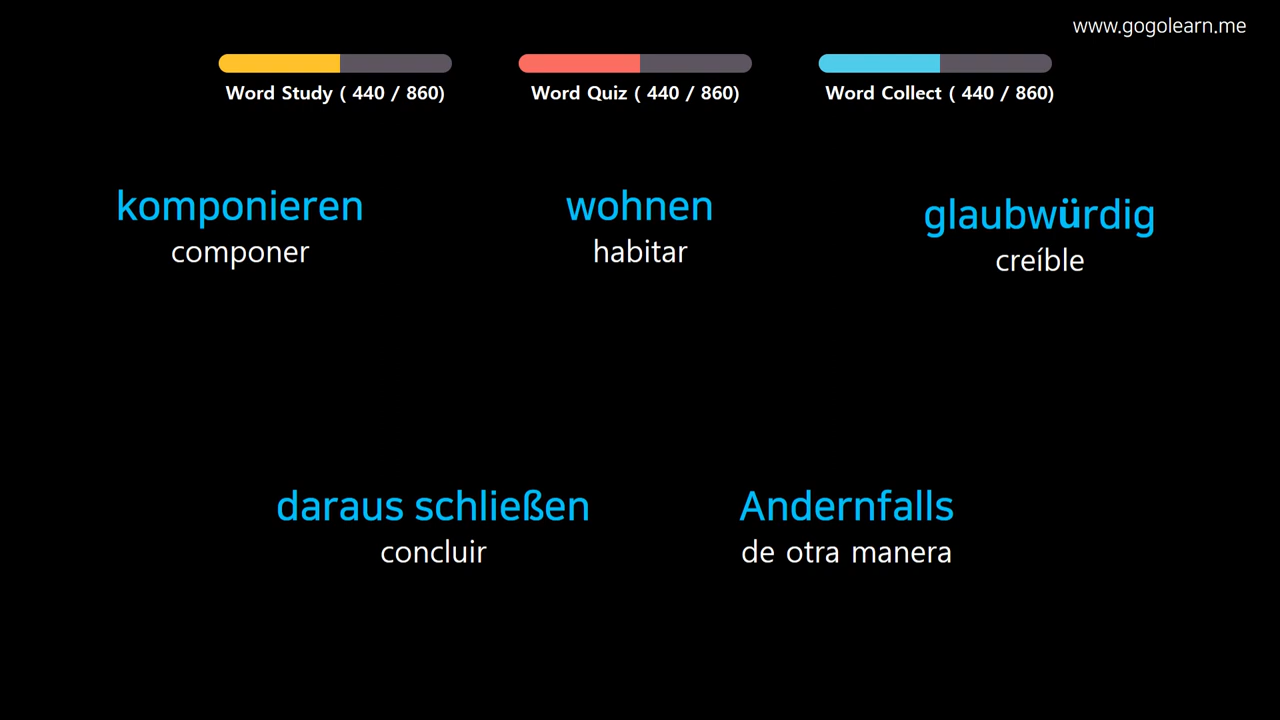 www.gogolearn.me
Word Study ( 440 / 860)
Word Quiz ( 440 / 860)
Word Collect ( 440 / 860)
komponieren
componer
wohnen
habitar
glaubwürdig
creíble
daraus schließen
concluir
Andernfalls
de otra manera